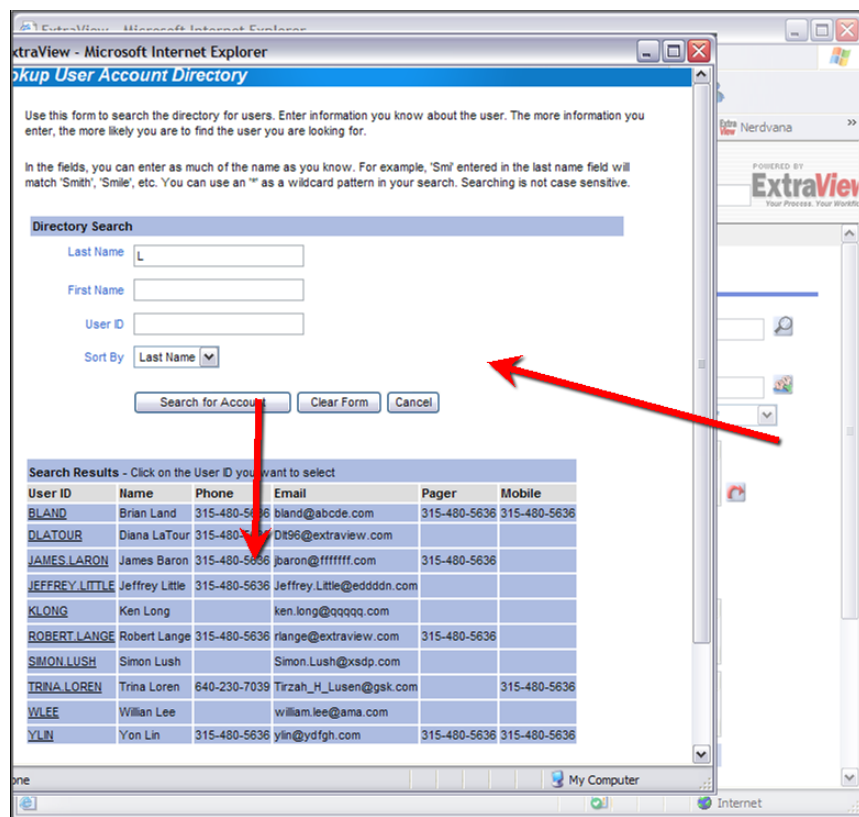 ExtraView - Microsoft Internet Explorer
xtraView - Microsoft Internet Explorer
okup User Account Directory
Use this form to search the directory for users. Enter information you know about the user. The more information you
enter, the more likely you are to find the user you are looking for.
In the fields, you can enter as much of the name as you know. For example, 'Smi' entered in the last name field will
match 'Smith', 'Smile', etc. You can use an '*' as a wildcard pattern in your search. Searching is not case sensitive.
Directory Search
Last Name L
First Name
User ID
Sort By Last Name
Search for Account Clear Form Cancel
Search Results - Click on the User ID you want to select
User ID Name Phone Email Pager Mobile
BLAND Brian Land 315-480-5636 bland@abcde.com 315-480-5636 315-480-5636
DLATOUR Diana LaTour 315-480-5636 Dlt96@extraview.com
JAMES.LARON James Baron 315-480-5636 jbaron@fffffff.com 315-480-5636
JEFFREY.LITTLE Jeffrey Little 315-480-5636 Jeffrey.Little@eddddn.com
KLONG Ken Long ken.long@qqqqq.com
ROBERT.LANGE Robert Lange 315-480-5636 rlange@extraview.com 315-480-5636
SIMON.LUSH Simon Lush Simon.Lush@xsdp.com
TRINA.LOREN Trina Loren 640-230-7039 Tirzah_H_Lusen@gsk.com 315-480-5636
WLEE Willian Lee william.lee@ama.com
YLIN Yon Lin 315-480-5636 ylin@ydfgh.com 315-480-5636 315-480-5636
one My Computer
Extra View Nerdvana »
POWERED BY
ExtraView
Your Process. Your Workflo
Internet